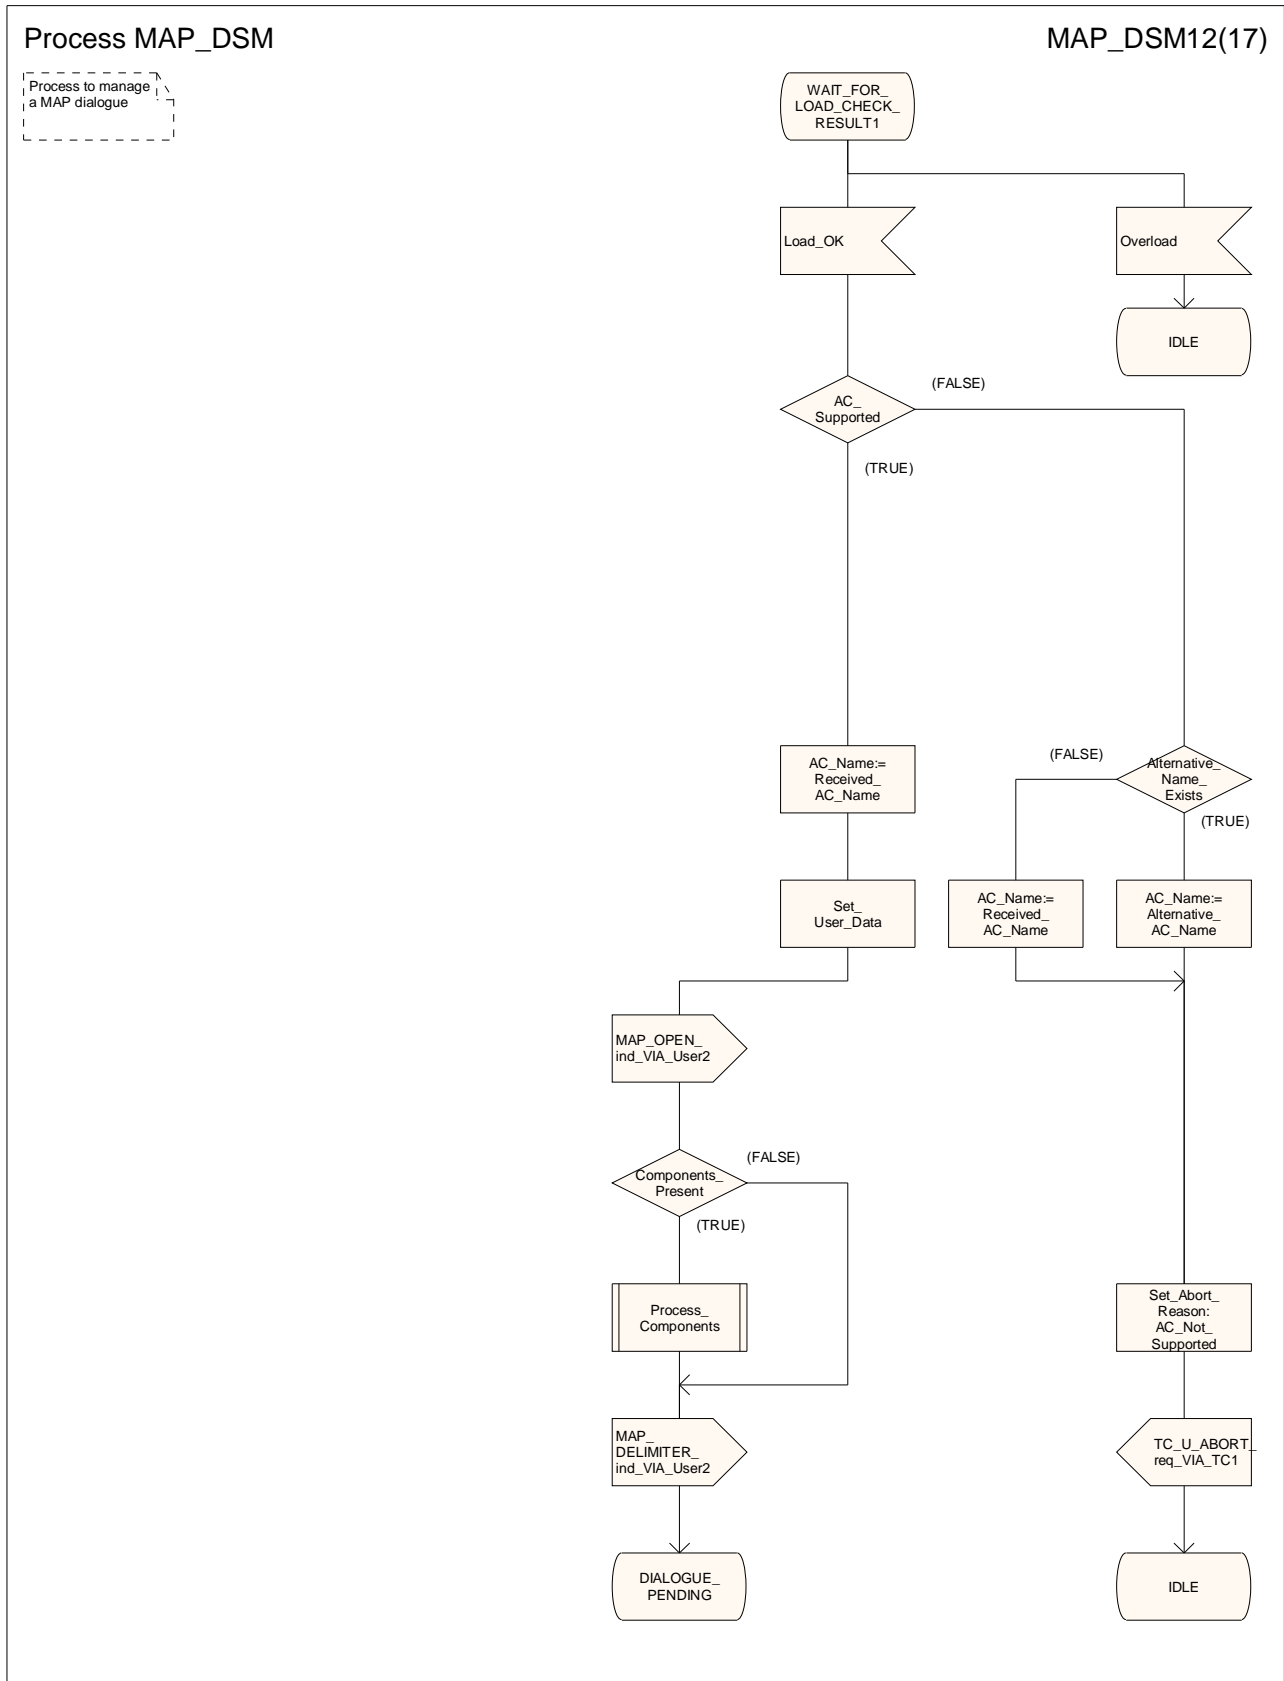 Process MAP_DSM
MAP_DSM12(17)
Process to manage
a MAP dialogue
WAIT_FOR_
LOAD_CHECK_
RESULT1
Load_OK
Overload
IDLE
(FALSE)
AC_
Supported
(TRUE)
AC_Name:=
Received_
AC_Name
(FALSE)
Alternative_
Name_
Exists
(TRUE)
Set_
User_Data
AC_Name:=
Received_
AC_Name
AC_Name:=
Alternative_
AC_Name
MAP_OPEN_
ind_VIA_User2
(FALSE)
Components_
Present
(TRUE)
Process_
Components
Set_Abort_
Reason:
AC_Not_
Supported
MAP_
DELIMITER_
ind_VIA_User2
TC_U_ABORT_
req_VIA_TC1
DIALOGUE_
PENDING
IDLE